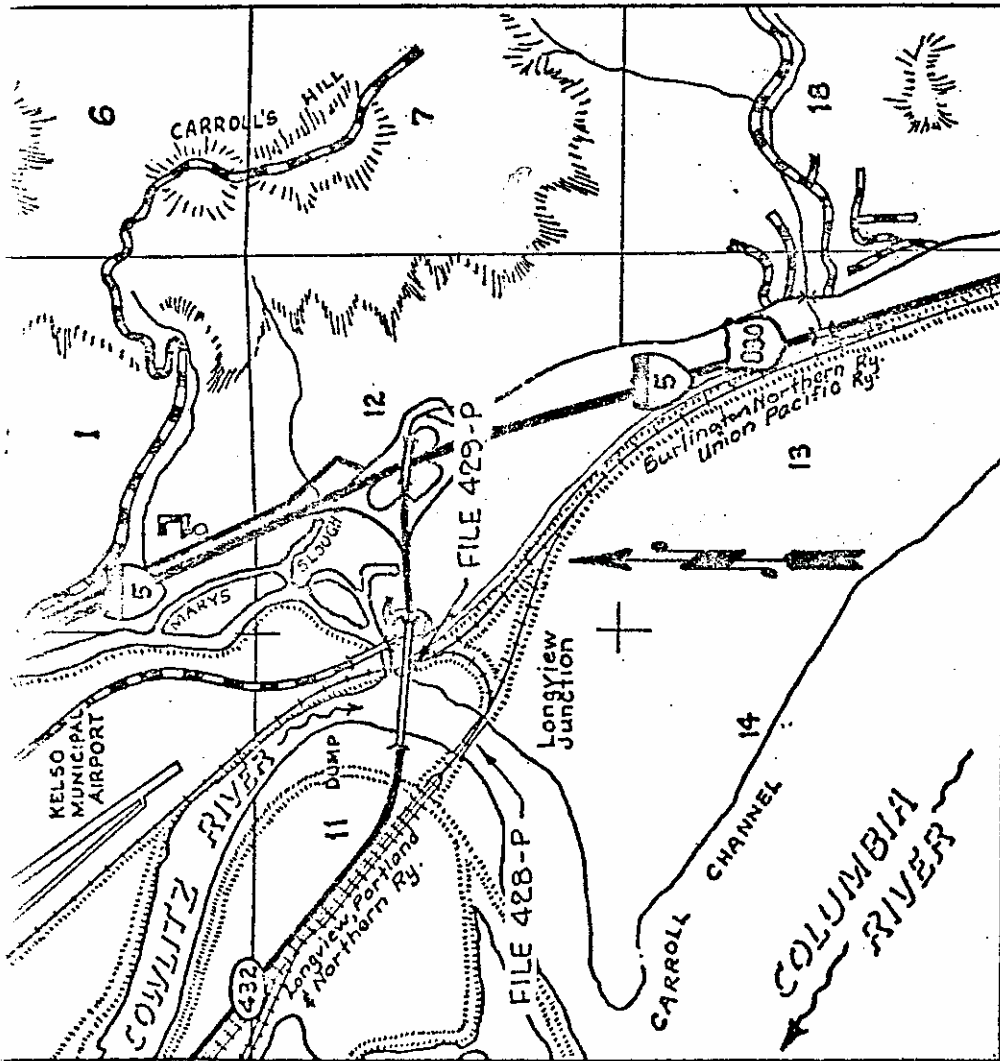 6
CARROLL'S
HILL
7
18
1
12
5
KELSO
MUNICIPAL
AIRPORT
MARYS
SLOUGH
FILE 429-P
5
830
Burlington Northern Ry.
Union Pacific Ry.
13
COWLITZ
RIVER
DUMP
11
432
Longview, Portland
& Northern Ry.
FILE 428-P
Longview
Junction
14
CARROLL CHANNEL
COLUMBIA
RIVER